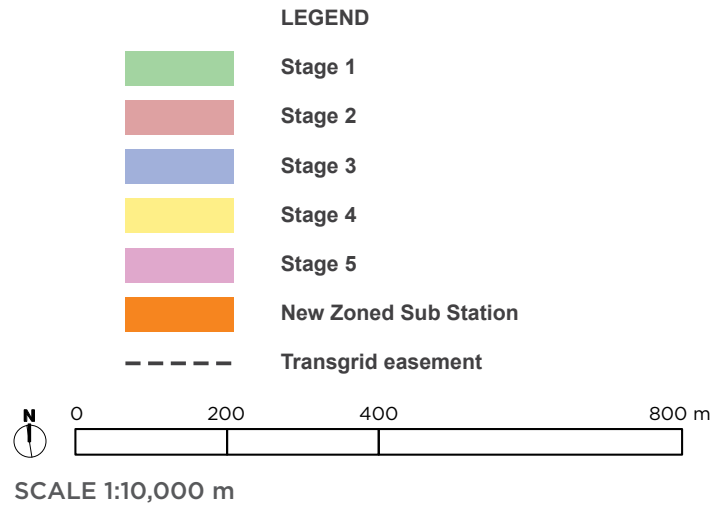 LEGEND
Stage 1
Stage 2
Stage 3
Stage 4
Stage 5
New Zoned Sub Station
Transgrid easement
N 0 200 400 800 m
SCALE 1:10,000 m